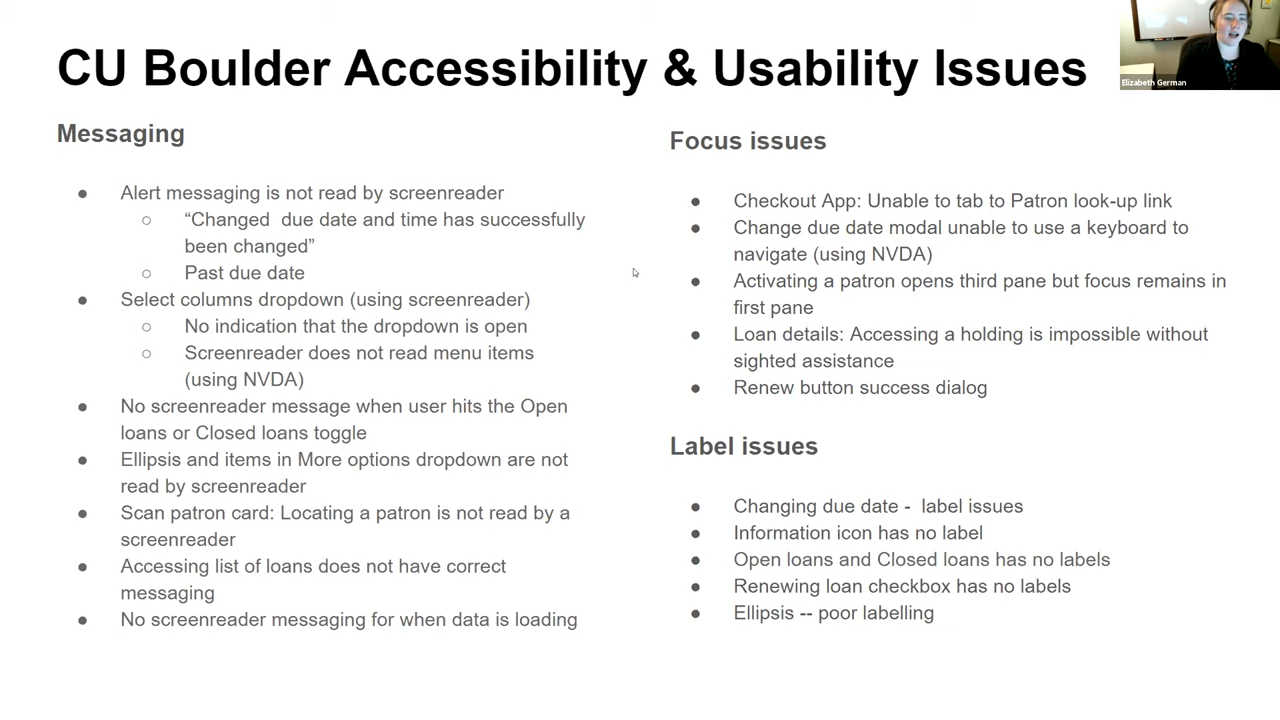 CU Boulder Accessibility & Usability Issues
Elizabeth German
Messaging
● Alert messaging is not read by screenreader
○ “Changed  due date and time has successfully
been changed”
○ Past due date
● Select columns dropdown (using screenreader)
○ No indication that the dropdown is open
○ Screenreader does not read menu items
(using NVDA)
● No screenreader message when user hits the Open
loans or Closed loans toggle
● Ellipsis and items in More options dropdown are not
read by screenreader
● Scan patron card: Locating a patron is not read by a
screenreader
● Accessing list of loans does not have correct
messaging
● No screenreader messaging for when data is loading
Focus issues
● Checkout App: Unable to tab to Patron look-up link
● Change due date modal unable to use a keyboard to
navigate (using NVDA)
● Activating a patron opens third pane but focus remains in
first pane
● Loan details: Accessing a holding is impossible without
sighted assistance
● Renew button success dialog
Label issues
● Changing due date -  label issues
● Information icon has no label
● Open loans and Closed loans has no labels
● Renewing loan checkbox has no labels
● Ellipsis -- poor labelling